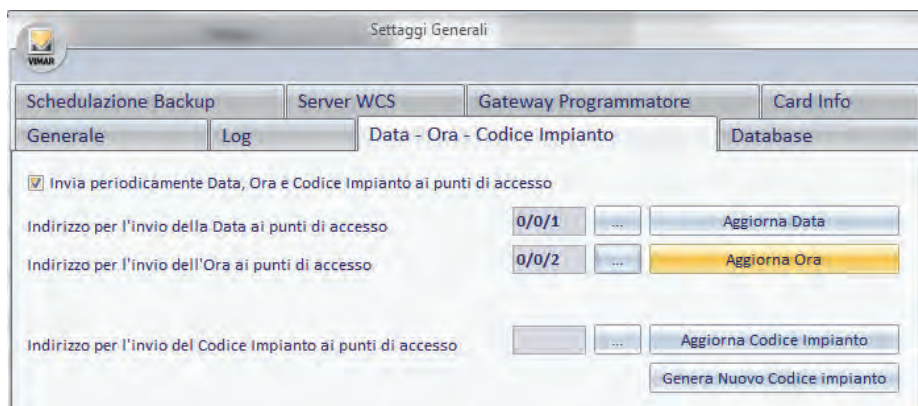 Settaggi Generali
VIMAR
Schedulazione Backup Server WCS Gateway Programmatore Card Info
Generale Log Data - Ora - Codice Impianto Database
Invia periodicamente Data, Ora e Codice Impianto ai punti di accesso
Indirizzo per l'invio della Data ai punti di accesso 0/0/1 ... Aggiorna Data
Indirizzo per l'invio dell'Ora ai punti di accesso 0/0/2 ... Aggiorna Ora
Indirizzo per l'invio del Codice Impianto ai punti di accesso ... Aggiorna Codice Impianto
Genera Nuovo Codice impianto